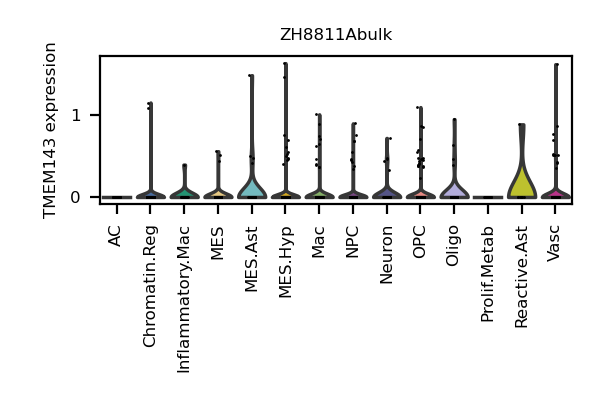 ZH8811Abulk
TMEM143 expression
1
0
AC
Chromatin.Reg
Inflammatory.Mac
MES
MES.Ast
MES.Hyp
Mac
NPC
Neuron
OPC
Oligo
Prolif.Metab
Reactive.Ast
Vasc